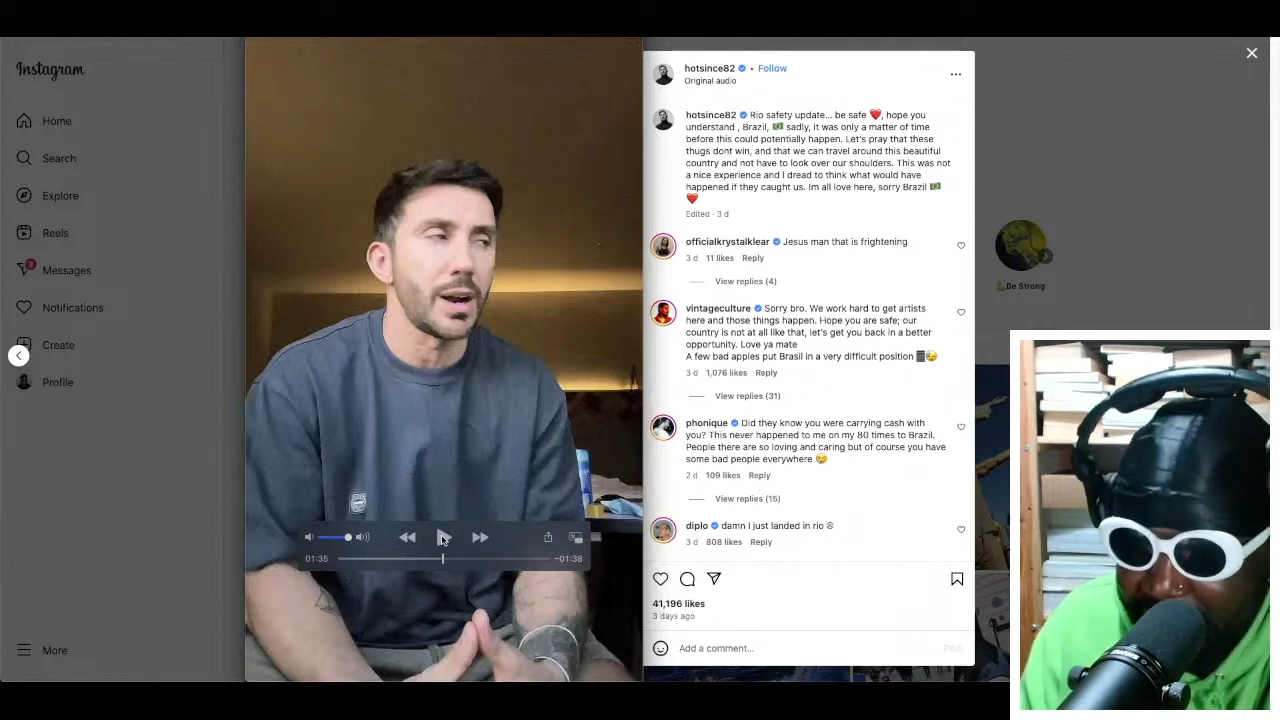 Instagram
Home
Search
Explore
Reels
3
Messages
Notifications
Create
Profile
More
hotsince82 • Follow
Original audio
hotsince82 Rio safety update... be safe ❤️, hope you
understand , Brazil, 🇧🇷 sadly, it was only a matter of time
before this could potentially happen. Let's pray that these
thugs dont win, and that we can travel around this beautiful
country and not have to look over our shoulders. This was not
a nice experience and I dread to think what would have
happened if they caught us. Im all love here, sorry Brazil 🇧🇷
❤️
Edited · 3 d
officialkrystalklear Jesus man that is frightening
3 d 11 likes Reply
View replies (4)
vintageculture Sorry bro. We work hard to get artists
here and those things happen. Hope you are safe; our
country is not at all like that, let's get you back in a better
opportunity. Love ya mate
A few bad apples put Brasil in a very difficult position
3 d 1,076 likes Reply
View replies (31)
phonique Did they know you were carrying cash with
you? This never happened to me on my 80 times to Brazil.
People there are so loving and caring but of course you have
some bad people everywhere 😢
2 d 109 likes Reply
View replies (15)
diplo damn I just landed in rio ☹
3 d 808 likes Reply
41,196 likes
3 days ago
Add a comment...
Post
01:35
−01:38
💪Be Strong